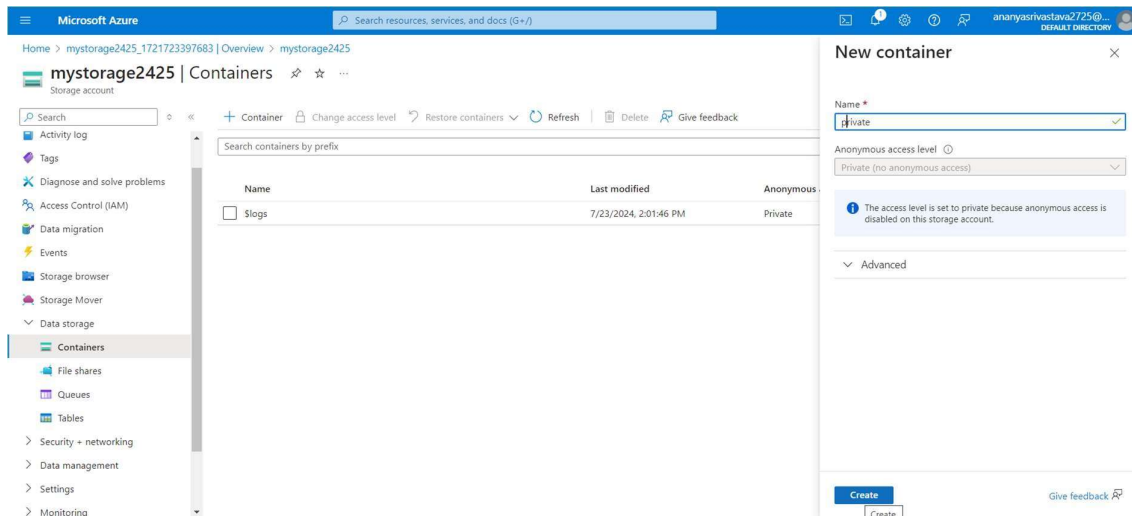 Microsoft Azure
Search resources, services, and docs (G+/)
1
ananyasrivastava2725@...
DEFAULT DIRECTORY
Home > mystorage2425_1721723397683 | Overview > mystorage2425
mystorage2425 | Containers
Storage account
Search
Activity log
Tags
Diagnose and solve problems
Access Control (IAM)
Data migration
Events
Storage browser
Storage Mover
Data storage
Containers
File shares
Queues
Tables
Security + networking
Data management
Settings
Monitoring
+ Container Change access level Restore containers Refresh Delete Give feedback
Search containers by prefix
Name Last modified Anonymous
$logs 7/23/2024, 2:01:46 PM Private
New container
Name *
private
Anonymous access level
Private (no anonymous access)
The access level is set to private because anonymous access is
disabled on this storage account.
Advanced
Create Give feedback
Create